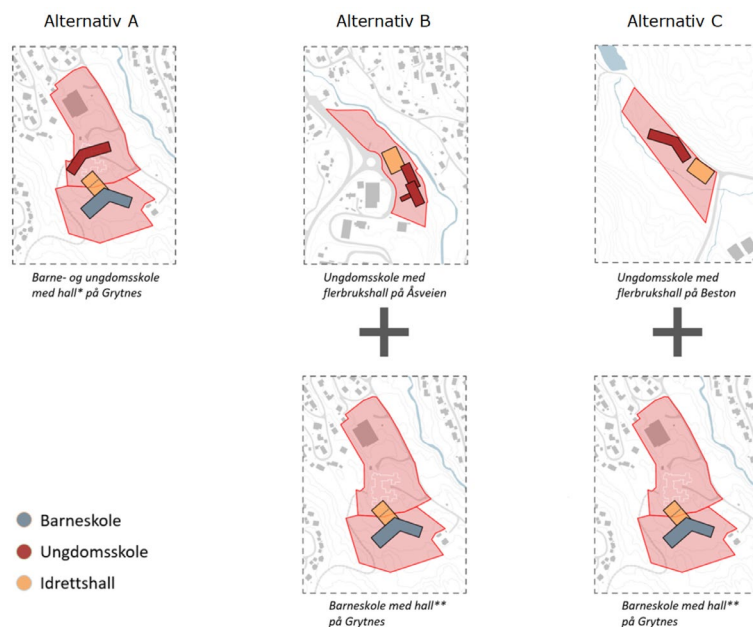 Alternativ A
Alternativ B
Alternativ C
Barne- og ungdomsskole
med hall* på Grytnes
Ungdomsskole med
flerbrukshall på Åsveien
Ungdomsskole med
flerbrukshall på Beston
Barneskole
Ungdomsskole
Idrettshall
Barneskole med hall**
på Grytnes
Barneskole med hall**
på Grytnes